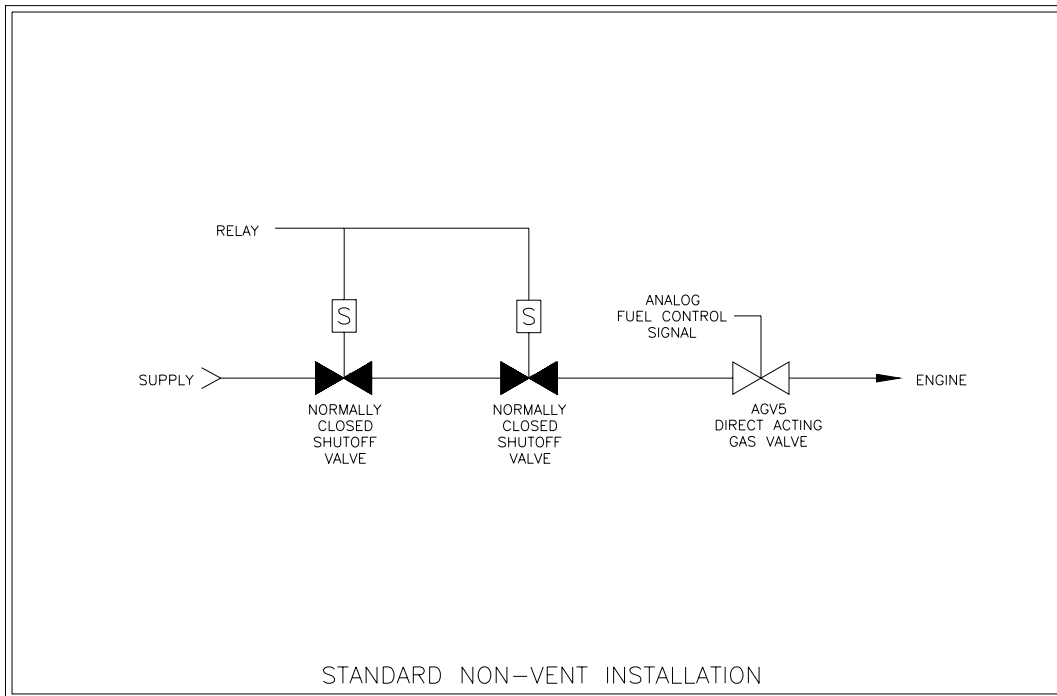 RELAY
S
S
ANALOG
FUEL CONTROL
SIGNAL
SUPPLY
ENGINE
NORMALLY
CLOSED
SHUTOFF
VALVE
NORMALLY
CLOSED
SHUTOFF
VALVE
AGV5
DIRECT ACTING
GAS VALVE
STANDARD NON-VENT INSTALLATION